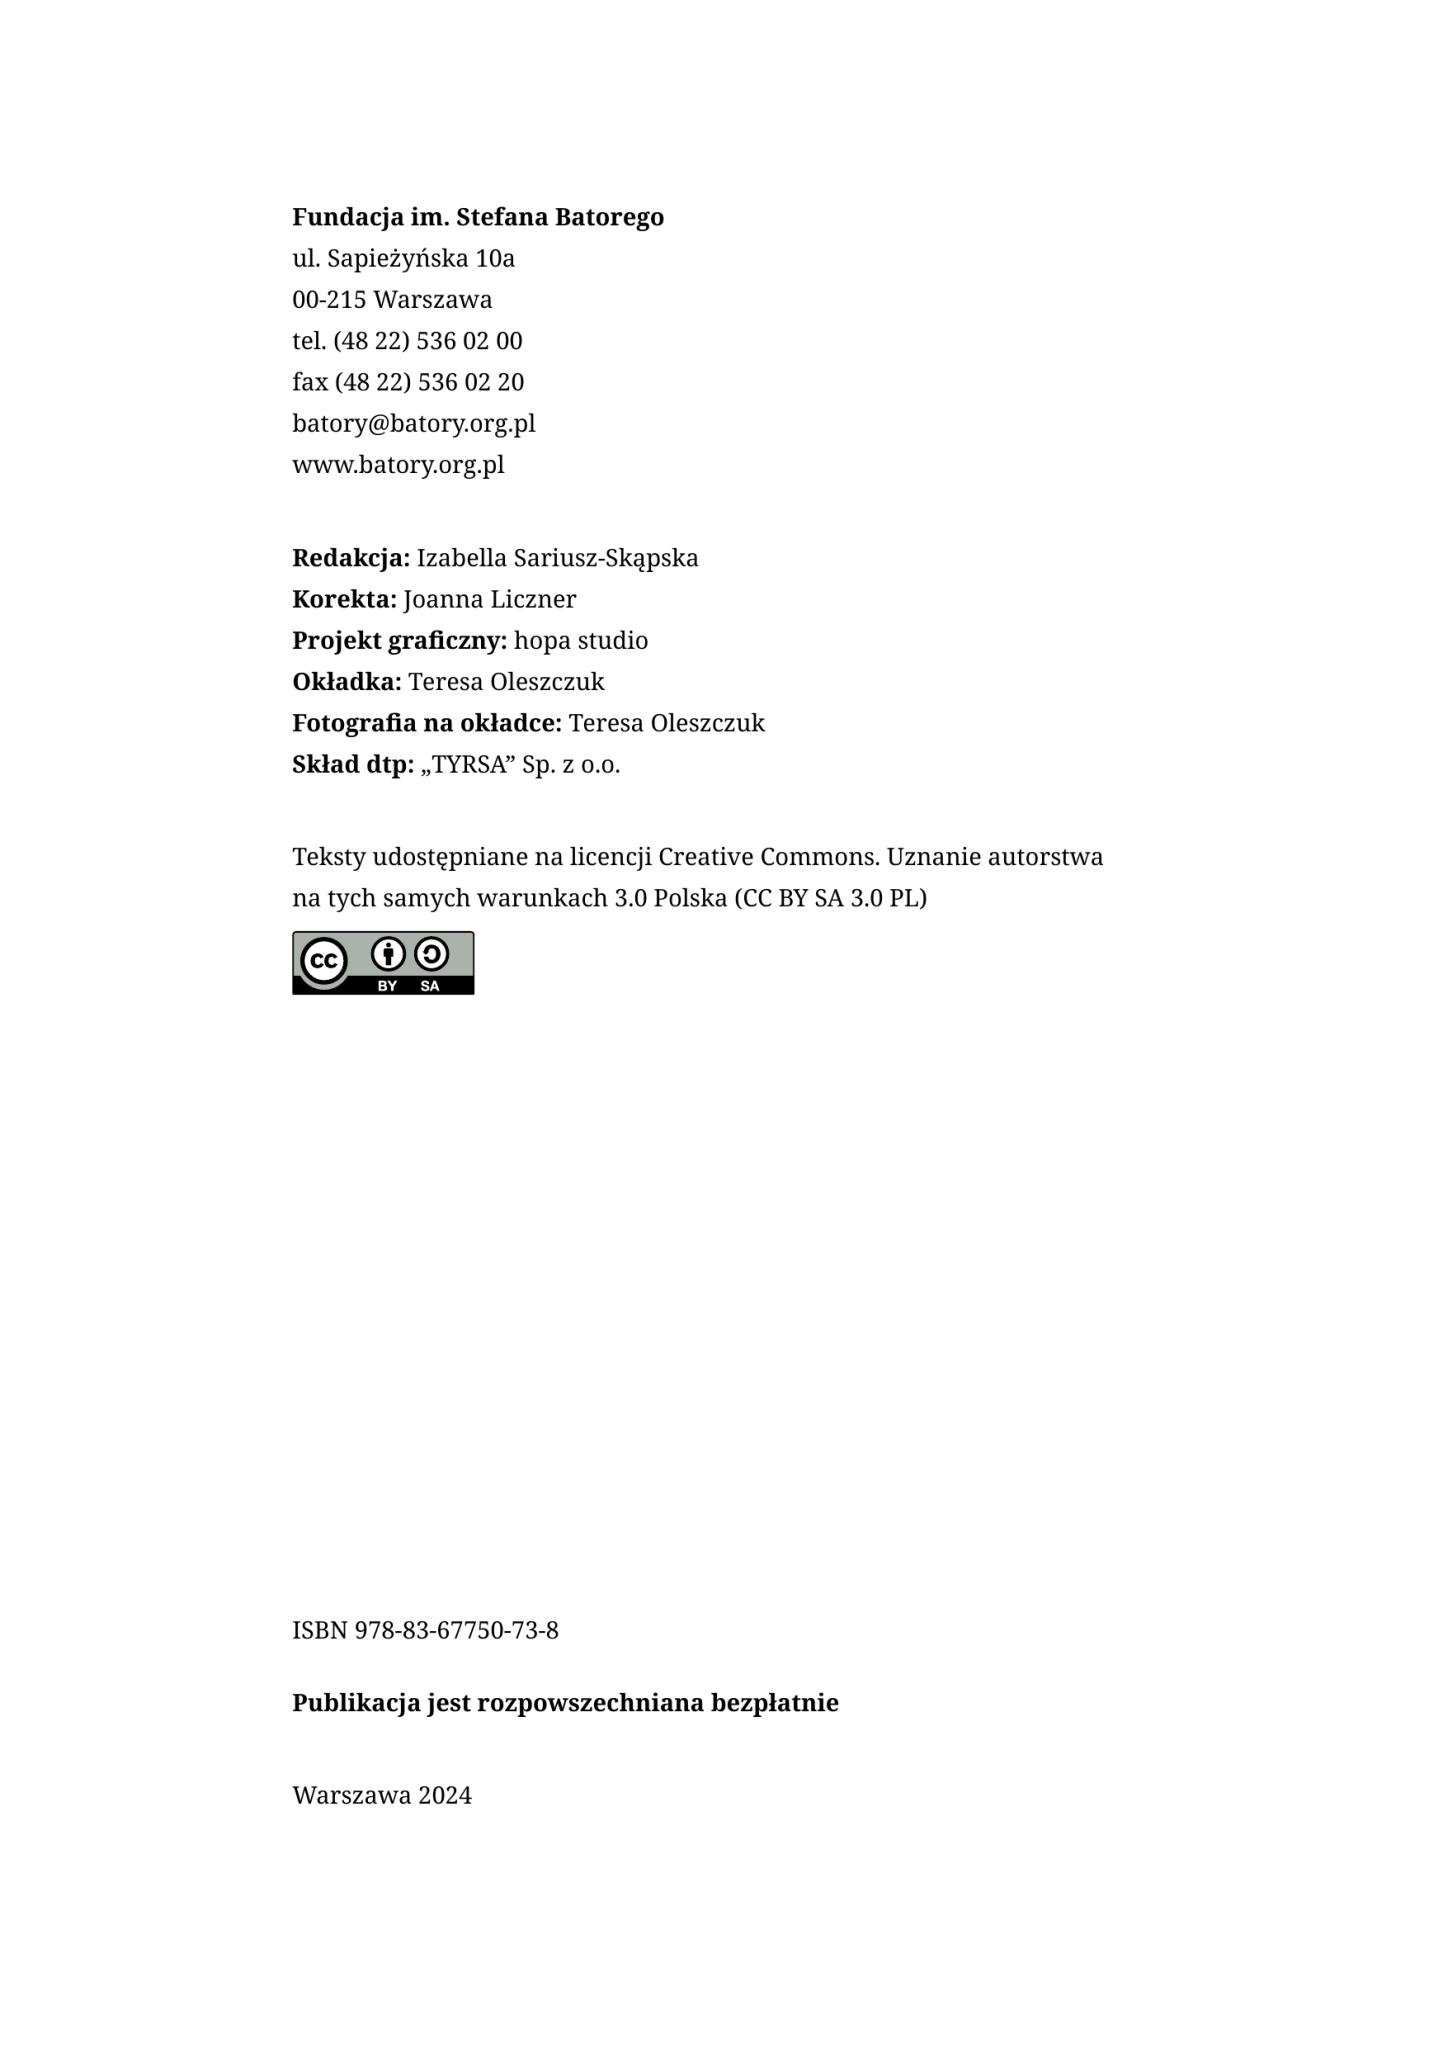 Fundacja im. Stefana Batorego
ul. Sapieżyńska 10a
00-215 Warszawa
tel. (48 22) 536 02 00
fax (48 22) 536 02 20
batory@batory.org.pl
www.batory.org.pl
Redakcja: Izabella Sariusz-Skąpska
Korekta: Joanna Liczner
Projekt graficzny: hopa studio
Okładka: Teresa Oleszczuk
Fotografia na okładce: Teresa Oleszczuk
Skład dtp: „TYRSA” Sp. z o.o.
Teksty udostępniane na licencji Creative Commons. Uznanie autorstwa
na tych samych warunkach 3.0 Polska (CC BY SA 3.0 PL)
cc
BY SA
ISBN 978-83-67750-73-8
Publikacja jest rozpowszechniana bezpłatnie
Warszawa 2024